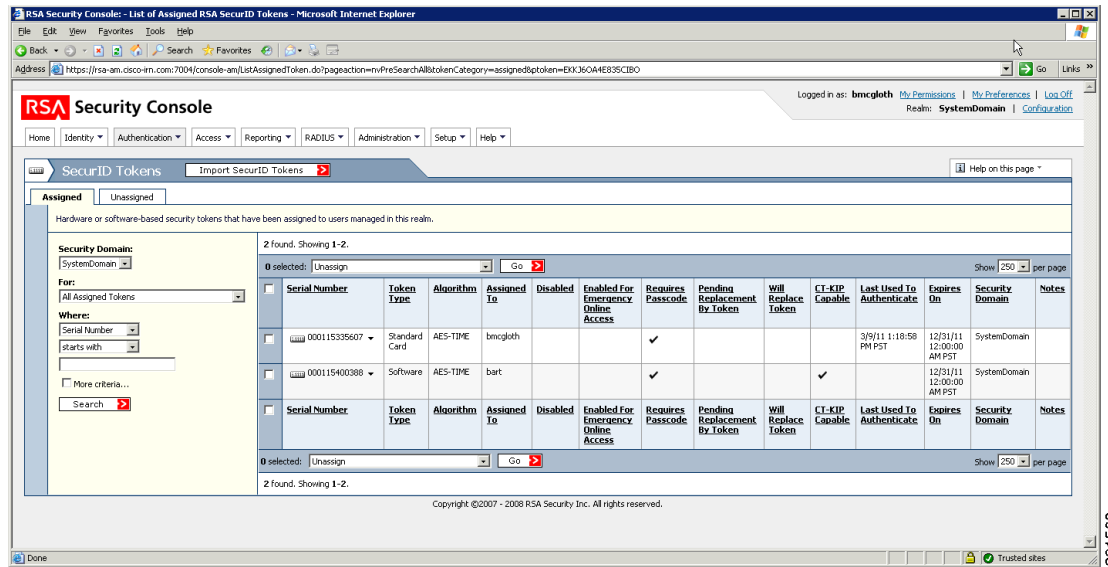 RSA Security Console: - List of Assigned RSA SecurID Tokens - Microsoft Internet Explorer
File Edit View Favorites Tools Help
Back Search Favorites
Address https://rsa-am.cisco-irn.com:7004/console-am/ListAssignedToken.do?pageaction=nvPreSearchAll&tokenCategory=assigned&ptoken=EKKJ6OA4E835CIBO Go Links »
Logged in as: bmcgloth My Permissions | My Preferences | Log Off
RSA Security Console
Realm: SystemDomain | Configuration
Home Identity Authentication Access Reporting RADIUS Administration Setup Help
SecurID Tokens Import SecurID Tokens Help on this page
Assigned Unassigned
Hardware or software-based security tokens that have been assigned to users managed in this realm.
Security Domain:
SystemDomain
For:
All Assigned Tokens
Where:
Serial Number
starts with
More criteria...
Search
2 found. Showing 1-2.
0 selected: Unassign Go Show 250 per page
Serial Number Token Type Algorithm Assigned To Disabled Enabled For Emergency Online Access Requires Passcode Pending Replacement By Token Will Replace Token CT-KIP Capable Last Used To Authenticate Expires On Security Domain Notes
000115335607 Standard Card AES-TIME bmcgloth ✓ 3/9/11 1:18:58 PM PST 12/31/11 12:00:00 AM PST SystemDomain
000115400388 Software AES-TIME bart ✓ ✓ 12/31/11 12:00:00 AM PST SystemDomain
Serial Number Token Type Algorithm Assigned To Disabled Enabled For Emergency Online Access Requires Passcode Pending Replacement By Token Will Replace Token CT-KIP Capable Last Used To Authenticate Expires On Security Domain Notes
0 selected: Unassign Go Show 250 per page
2 found. Showing 1-2.
Copyright ©2007 - 2008 RSA Security Inc. All rights reserved.
Done Trusted sites